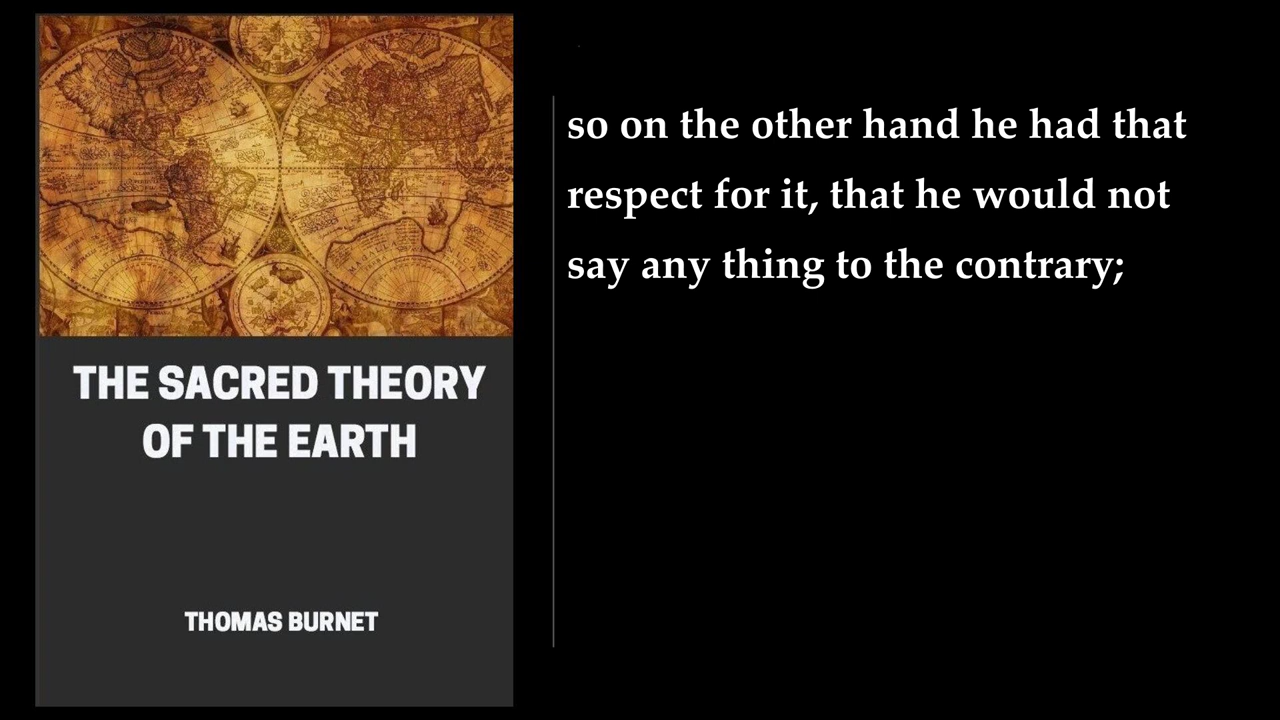 so on the other hand he had that
respect for it, that he would not
say any thing to the contrary;
THE SACRED THEORY
OF THE EARTH
THOMAS BURNET